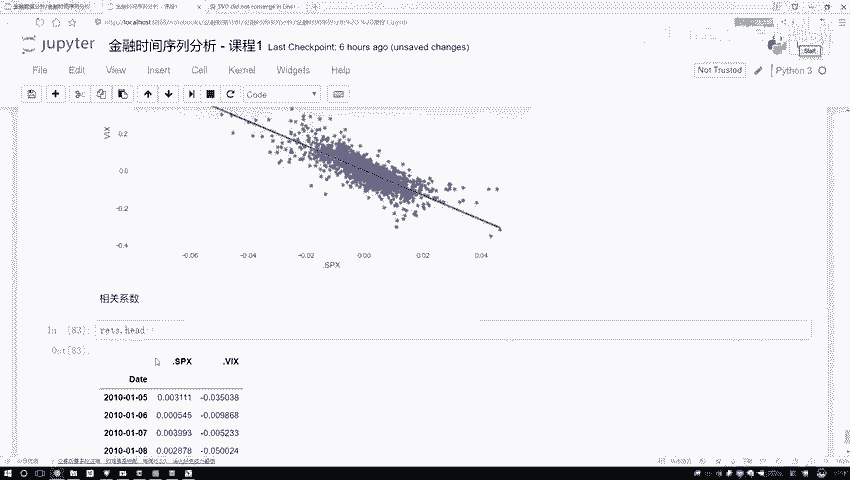 localhost
jupyter 金融时间序列分析 - 课程1 Last Checkpoint: 6 hours ago (unsaved changes)
Start
File Edit View Insert Cell Kernel Widgets Help
Not Trusted Python 3
Code
0.2
0.0
-0.2
-0.4
VIX
-0.06 -0.04 -0.02 0.00 0.02 0.04
.SPX
相关系数
In [83]: rets.head
Out[83]:
.SPX .VIX
Date
2010-01-05 0.003111 -0.035038
2010-01-06 0.000545 -0.009868
2010-01-07 0.003993 -0.005233
2010-01-08 0.002878 -0.050024